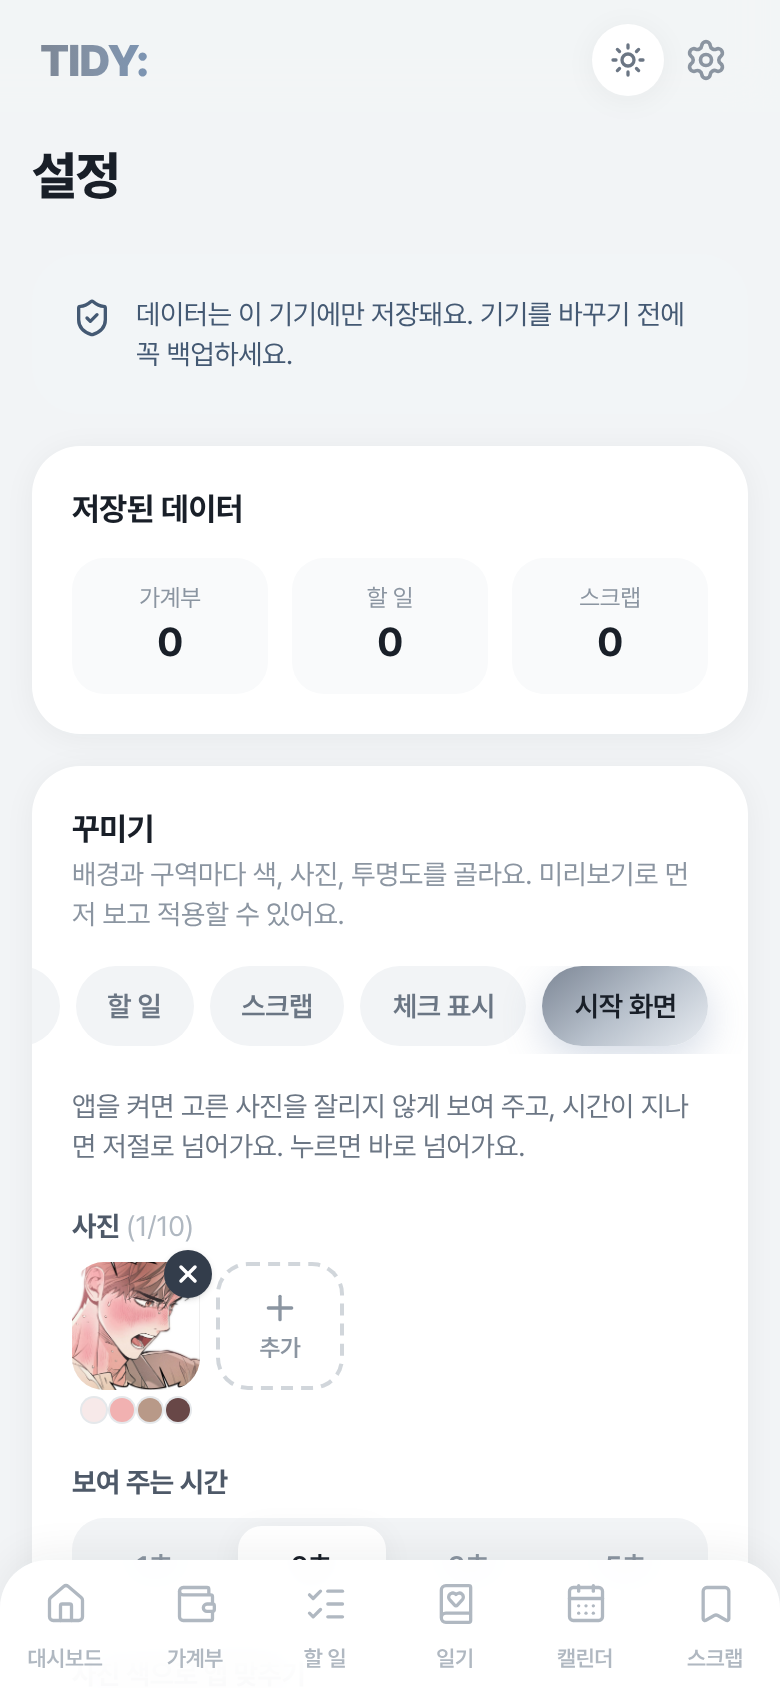 TIDY:
설정
데이터는 이 기기에만 저장돼요. 기기를 바꾸기 전에
꼭 백업하세요.
저장된 데이터
가계부
할 일
스크랩
0
0
0
꾸미기
배경과 구역마다 색, 사진, 투명도를 골라요. 미리보기로 먼
저 보고 적용할 수 있어요.
할 일
스크랩
체크 표시
시작 화면
앱을 켜면 고른 사진을 잘리지 않게 보여 주고, 시간이 지나
면 저절로 넘어가요. 누르면 바로 넘어가요.
사진 (1/10)
추가
보여 주는 시간
대시보드
가계부
할 일
일기
캘린더
스크랩